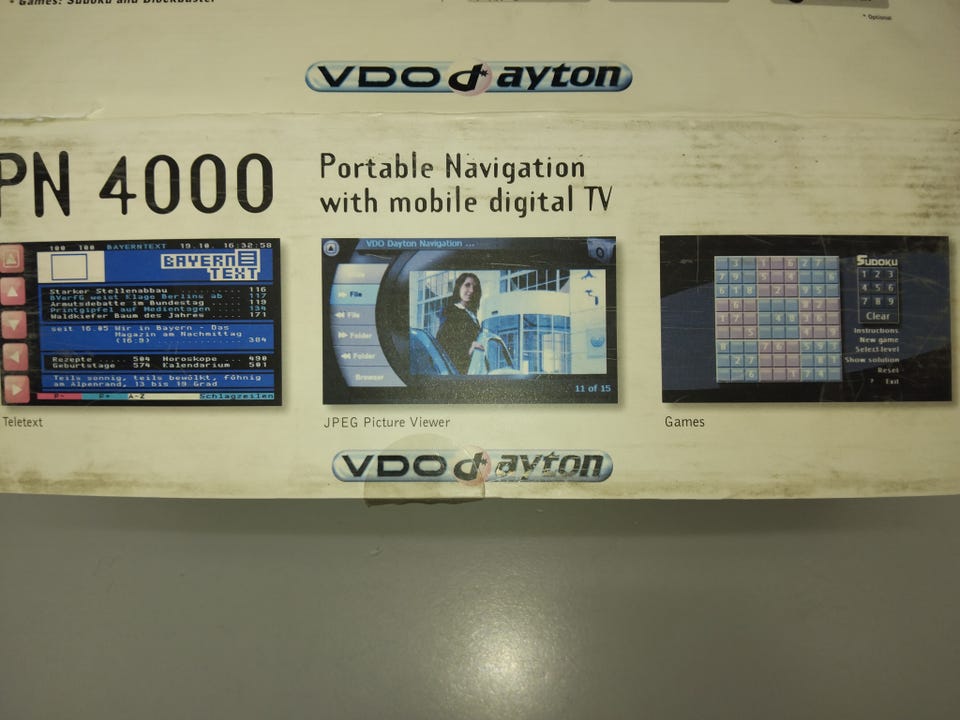 • Games: Sudoku and Blockbuster
* Optional
VDO dayton
PN 4000
Portable Navigation
with mobile digital TV
100 100 BAYERNTEXT 19.10. 16:32:58
BAYERN
TEXT
Starker Stellenabbau ........ 116
BVerfG weist Klage Berlins ab 117
Armutsdebatte im Bundestag .. 119
Printgipfel auf Medientagen 134
Waldkiefer Baum des Jahres .. 171
seit 16.05 Wir in Bayern - Das
Magazin am Nachmittag
(16:9) ............... 304
Rezepte ... 504 Horoskope .. 490
Geburtstage 574 Kalendarium 501
Teils sonnig, teils bewölkt, föhnig
am Alpenrand, 13 bis 19 Grad
R- R+ A-Z Schlagzeilen
Teletext
VDO Dayton Navigation ...
File
File
Folder
Folder
Browser
11 of 15
JPEG Picture Viewer
SUDOKU
1 2 3
4 5 6
7 8 9
Clear
Instructions
New game
Select level
Show solution
Reset
? Exit
Games
VDO dayton